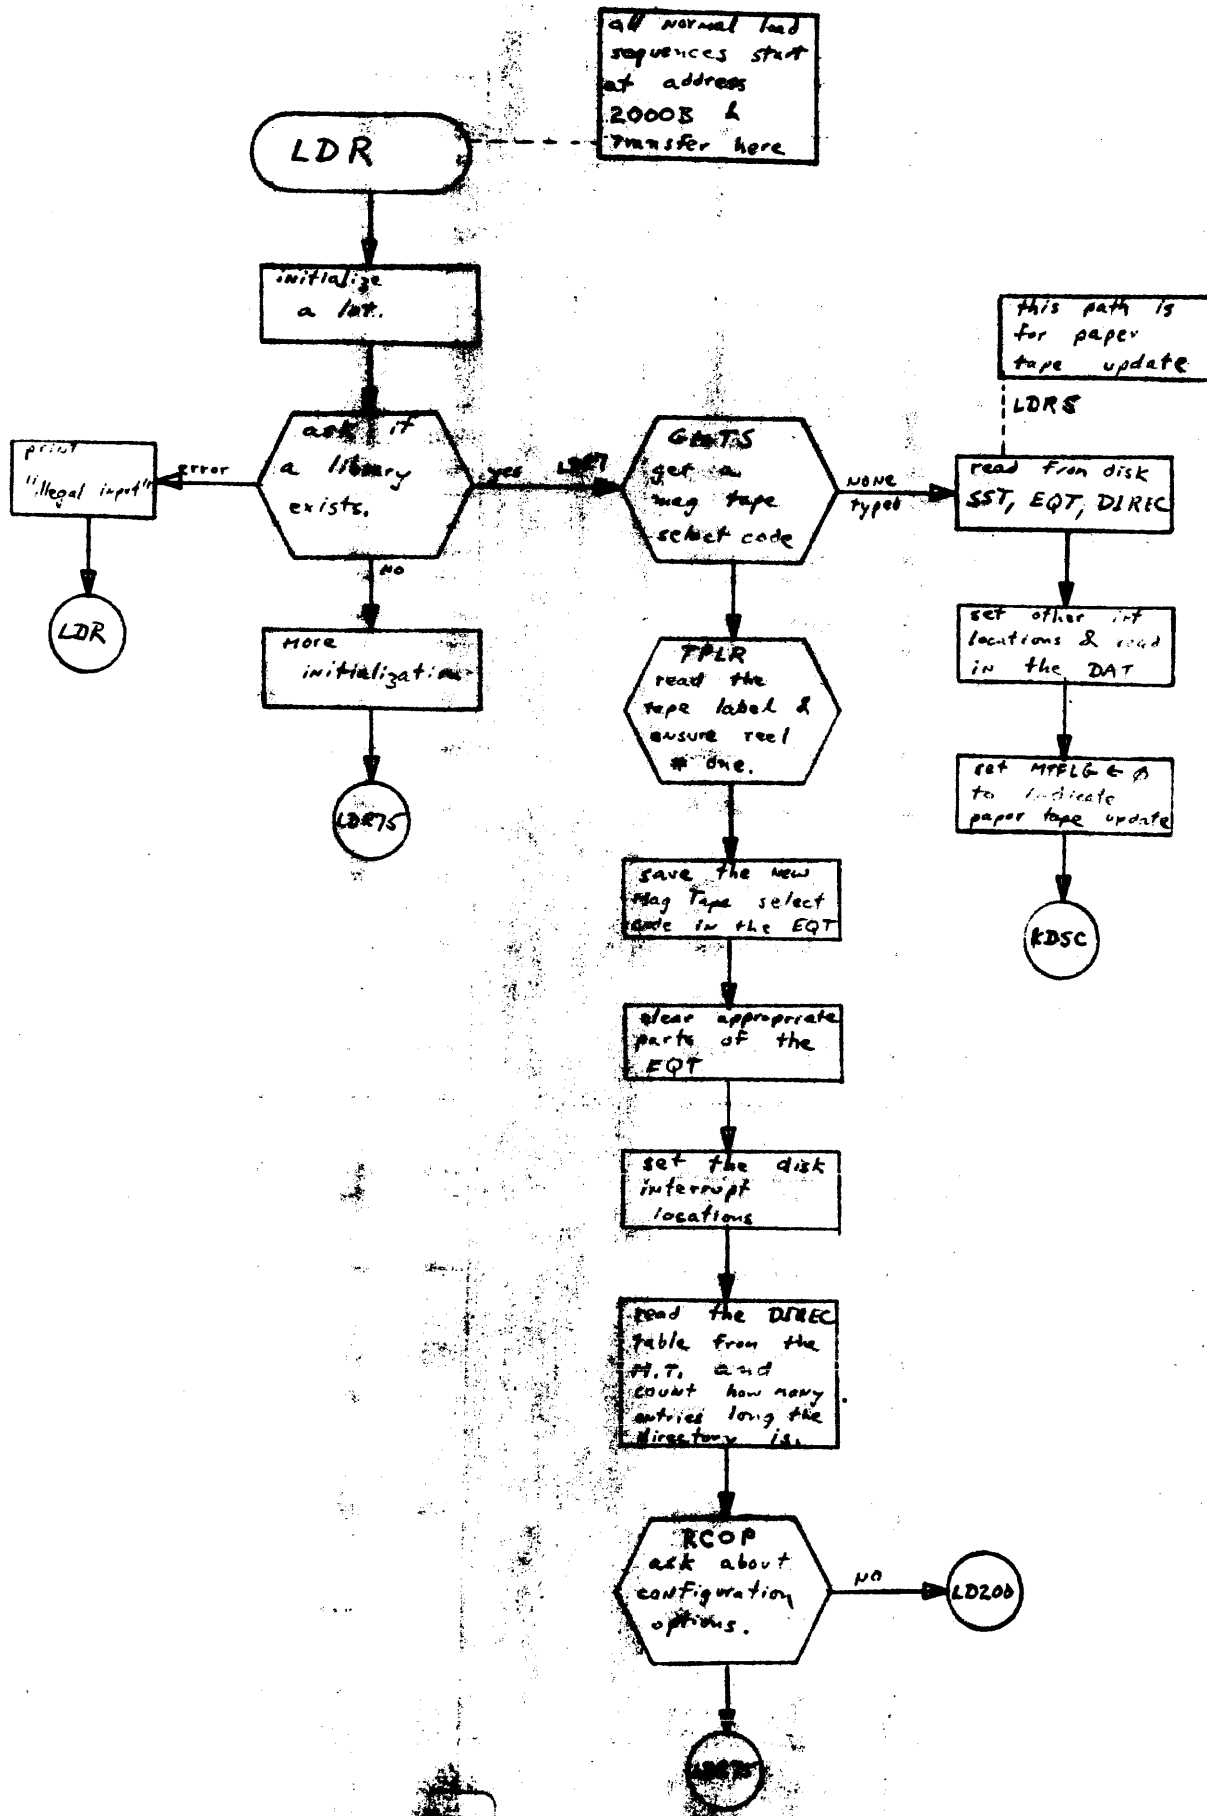 all normal load
sequences start
at address
2000B &
Transfer here
LDR
initialize
a lot.
ask if
a library
exists.
error
print
"illegal input"
LDR
NO
more
initialization
LDR75
yes
get a
mag tape
select code
NONE
typed
this path is
for paper
tape update
LDR8
read from disk
SST, EQT, DIREC
set other int
locations & read
in the DAT
set MTFLG ← ∅
to indicate
paper tape update
KDSC
TPLR
read the
tape label &
ensure reel
# one.
save the new
Mag Tape select
code in the EQT
clear appropriate
parts of the
EQT
set the disk
interrupt
locations
read the DIREC
table from the
M.T. and
count how many
entries long the
directory is.
RCOP
ask about
configuration
options.
NO
LD200